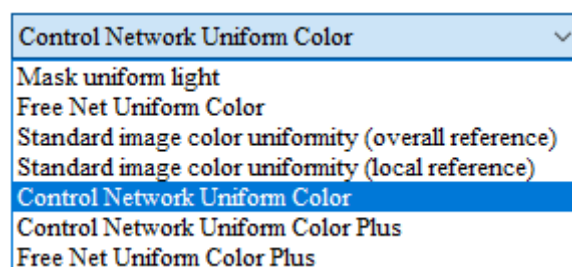 Control Network Uniform Color
Mask uniform light
Free Net Uniform Color
Standard image color uniformity (overall reference)
Standard image color uniformity (local reference)
Control Network Uniform Color
Control Network Uniform Color Plus
Free Net Uniform Color Plus